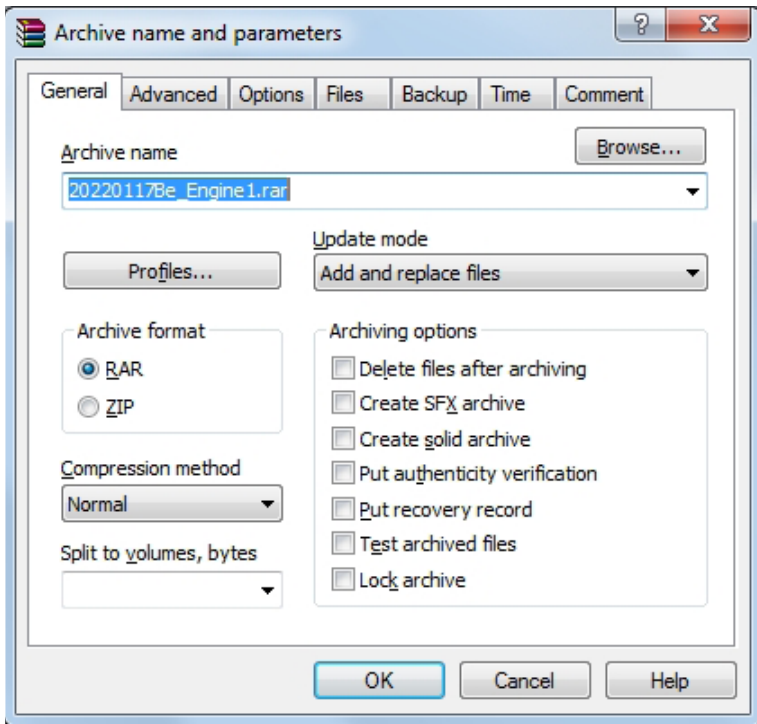 Archive name and parameters
General Advanced Options Files Backup Time Comment
Archive name
Browse...
20220117Be_Engine1.rar
Update mode
Profiles...
Add and replace files
Archive format
RAR
ZIP
Archiving options
Delete files after archiving
Create SFX archive
Create solid archive
Put authenticity verification
Put recovery record
Test archived files
Lock archive
Compression method
Normal
Split to volumes, bytes
OK Cancel Help